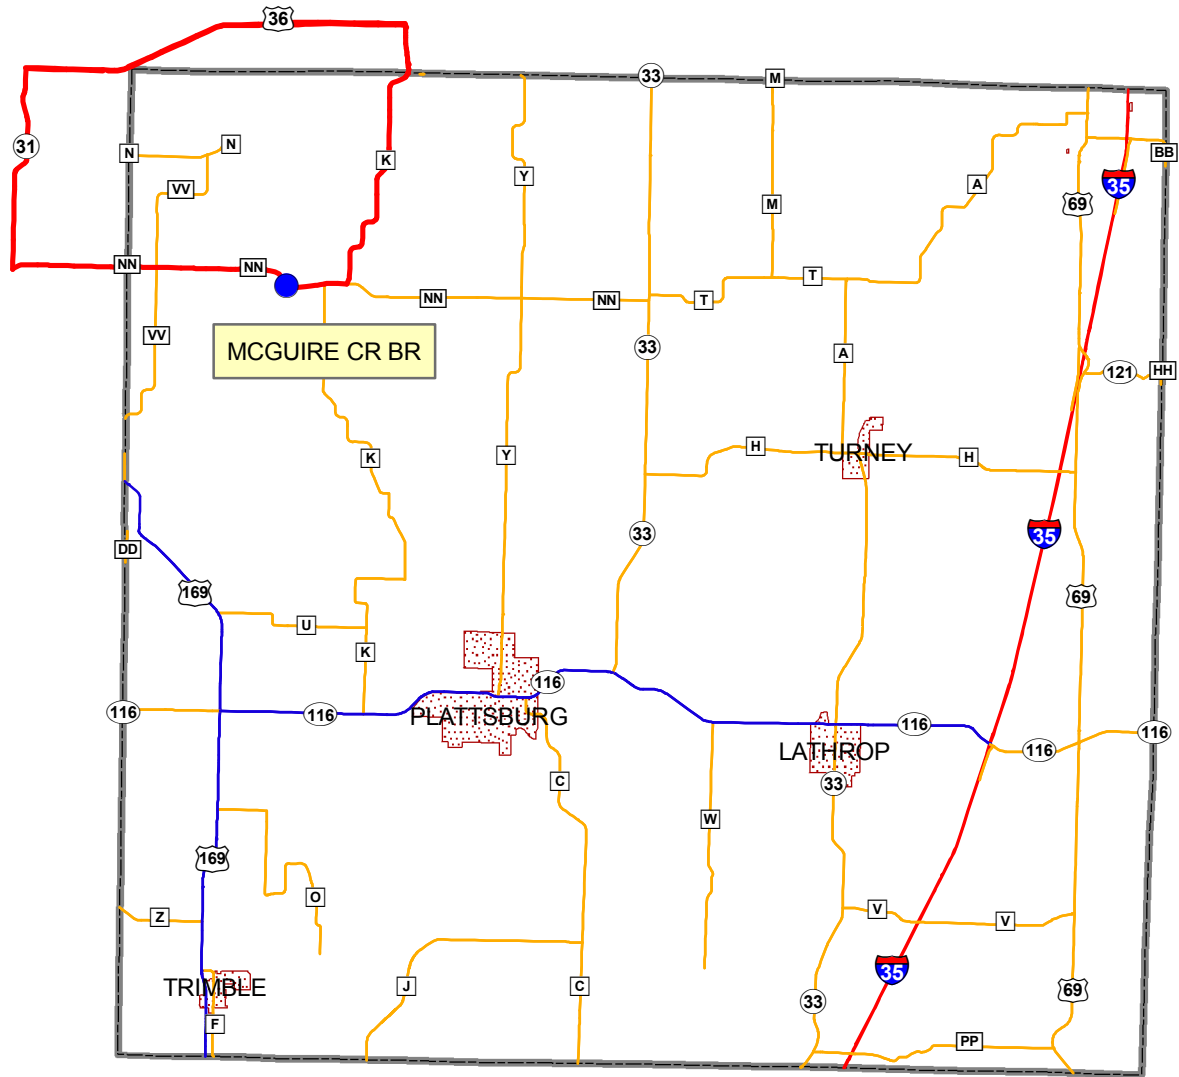 36
33
M
31
N
N
K
BB
VV
Y
35
A
69
M
NN
NN
T
NN
NN
T
VV
33
MCGUIRE CR BR
A
121
HH
H
TURNEY
H
K
Y
33
35
DD
169
69
U
K
116
116
116
PLATTSBURG
116
116
LATHROP
116
33
C
W
169
O
Z
V
V
35
TRIMBLE
J
C
69
33
F
PP